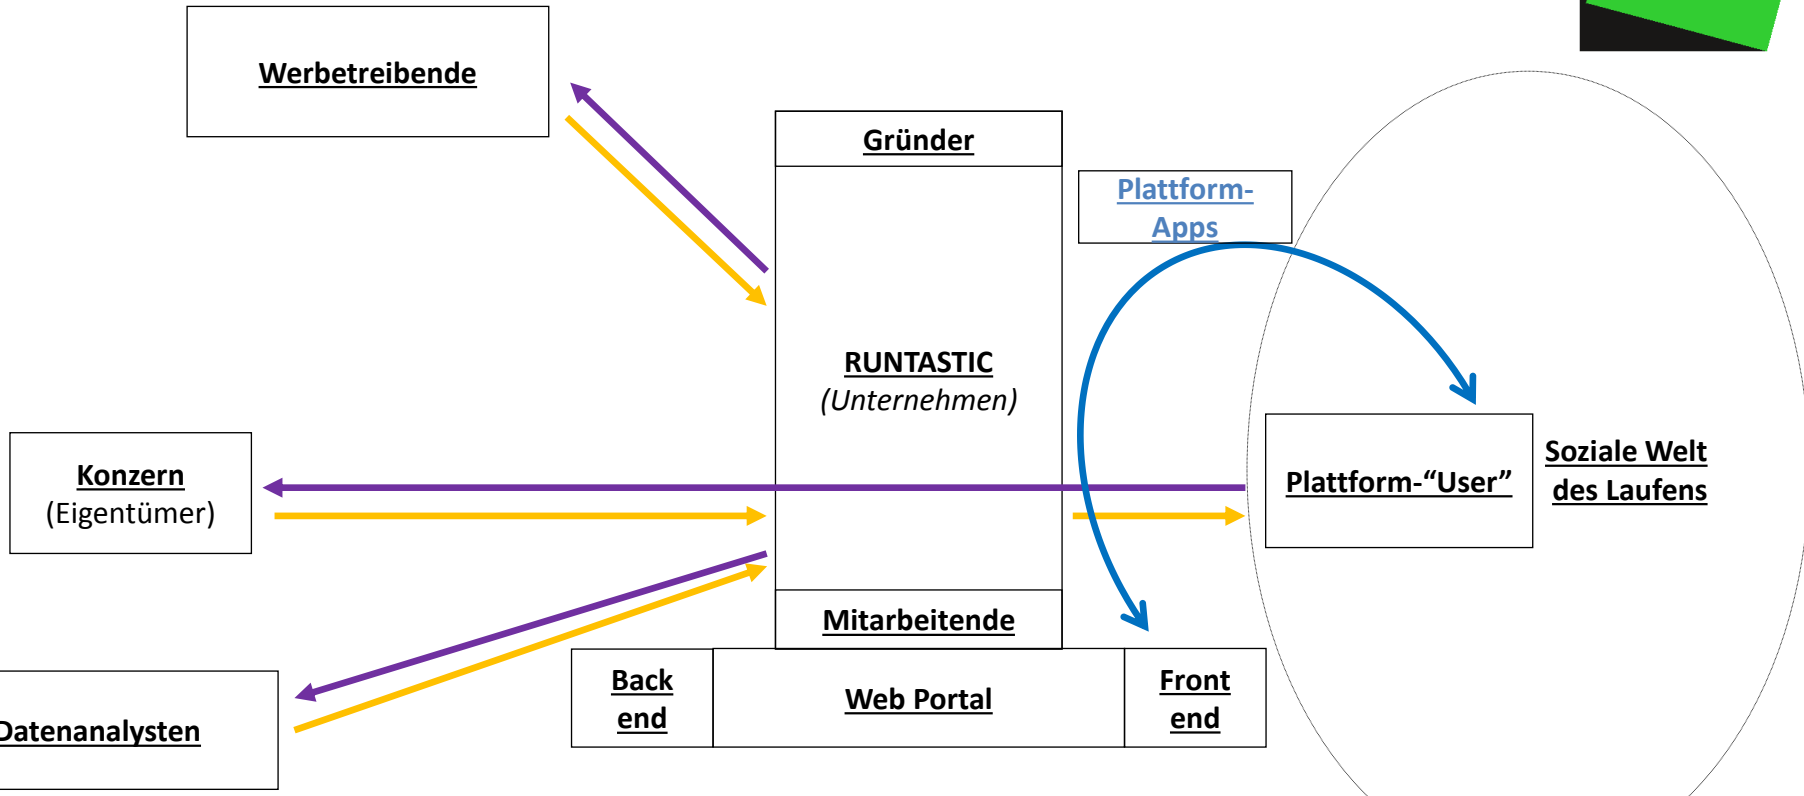 Werbetreibende
Gründer
Plattform-
Apps
RUNTASTIC
(Unternehmen)
Konzern
(Eigentümer)
Plattform-“User”
Soziale Welt
des Laufens
Mitarbeitende
Back
end
Web Portal
Front
end
Datenanalysten